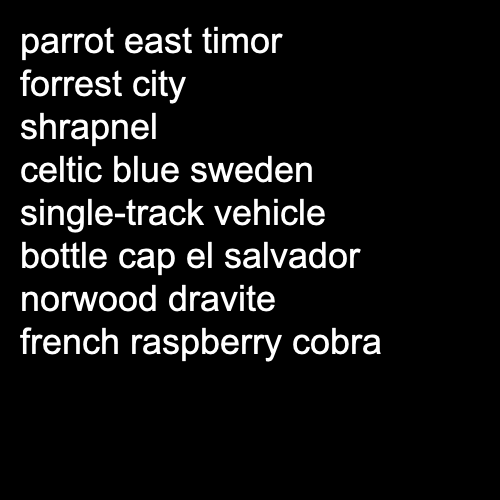 parrot east timor
forrest city
shrapnel
celtic blue sweden
single-track vehicle
bottle cap el salvador
norwood dravite
french raspberry cobra